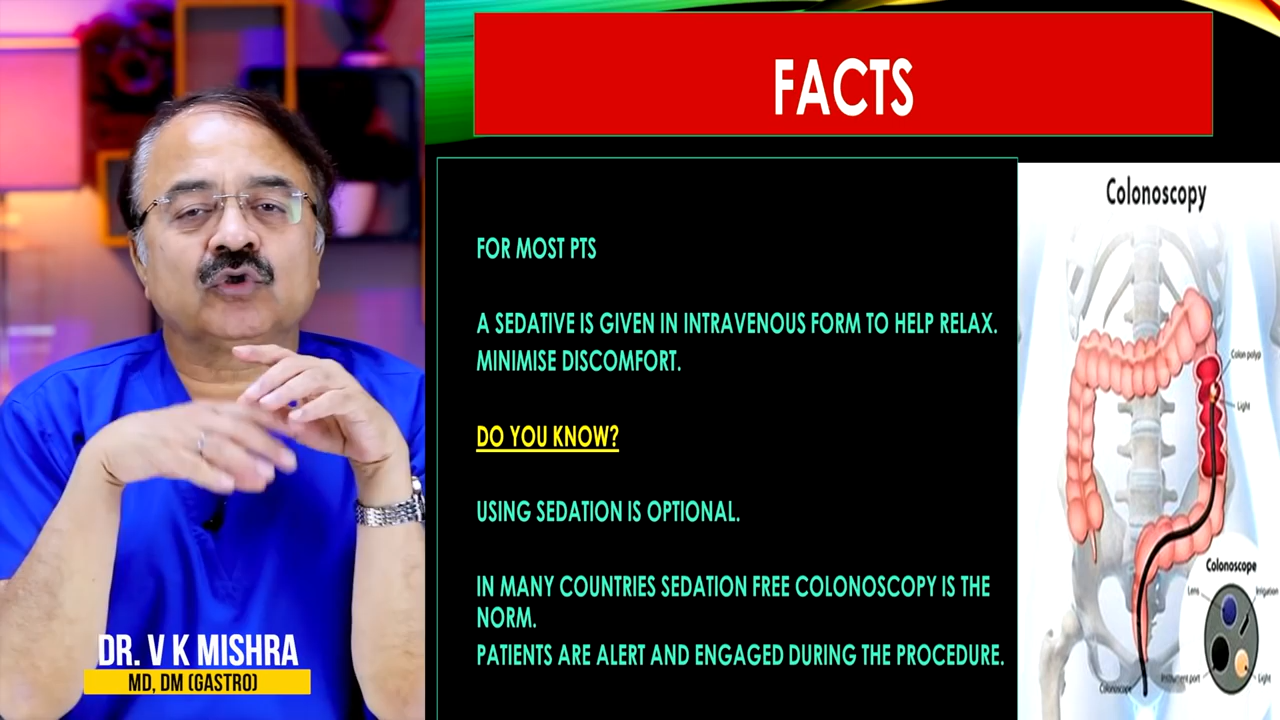 FACTS
FOR MOST PTS
A SEDATIVE IS GIVEN IN INTRAVENOUS FORM TO HELP RELAX.
MINIMISE DISCOMFORT.
DO YOU KNOW?
USING SEDATION IS OPTIONAL.
IN MANY COUNTRIES SEDATION FREE COLONOSCOPY IS THE
NORM.
PATIENTS ARE ALERT AND ENGAGED DURING THE PROCEDURE.
Colonoscopy
Colon polyp
Light
Colonoscope
Lens
Irrigation
Instrument port
Light
Colonoscope
DR. V K MISHRA
MD, DM (GASTRO)